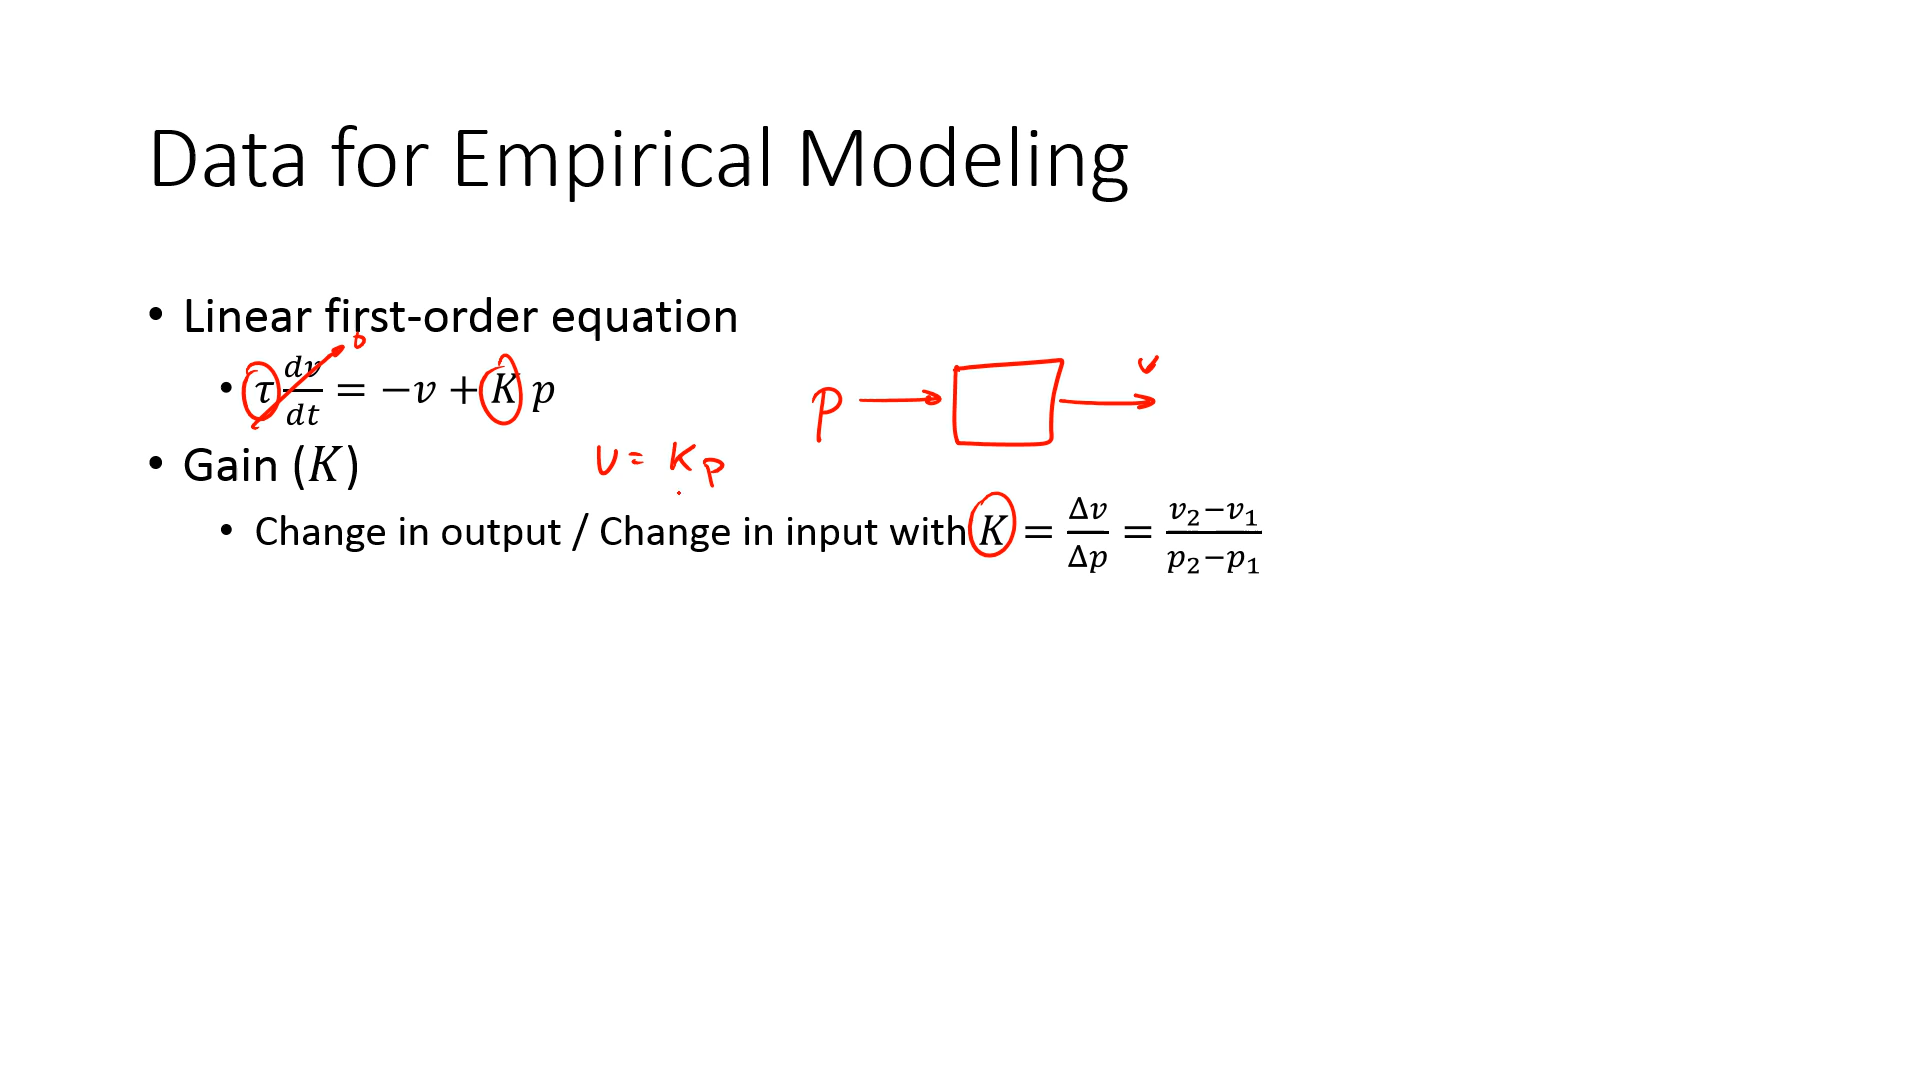 Data for Empirical Modeling
• Linear first-order equation
0
• τ dv/dt = −v + K p
P
v
• Gain (K)
v = Kp
• Change in output / Change in input with K = Δv/Δp = (v₂−v₁)/(p₂−p₁)